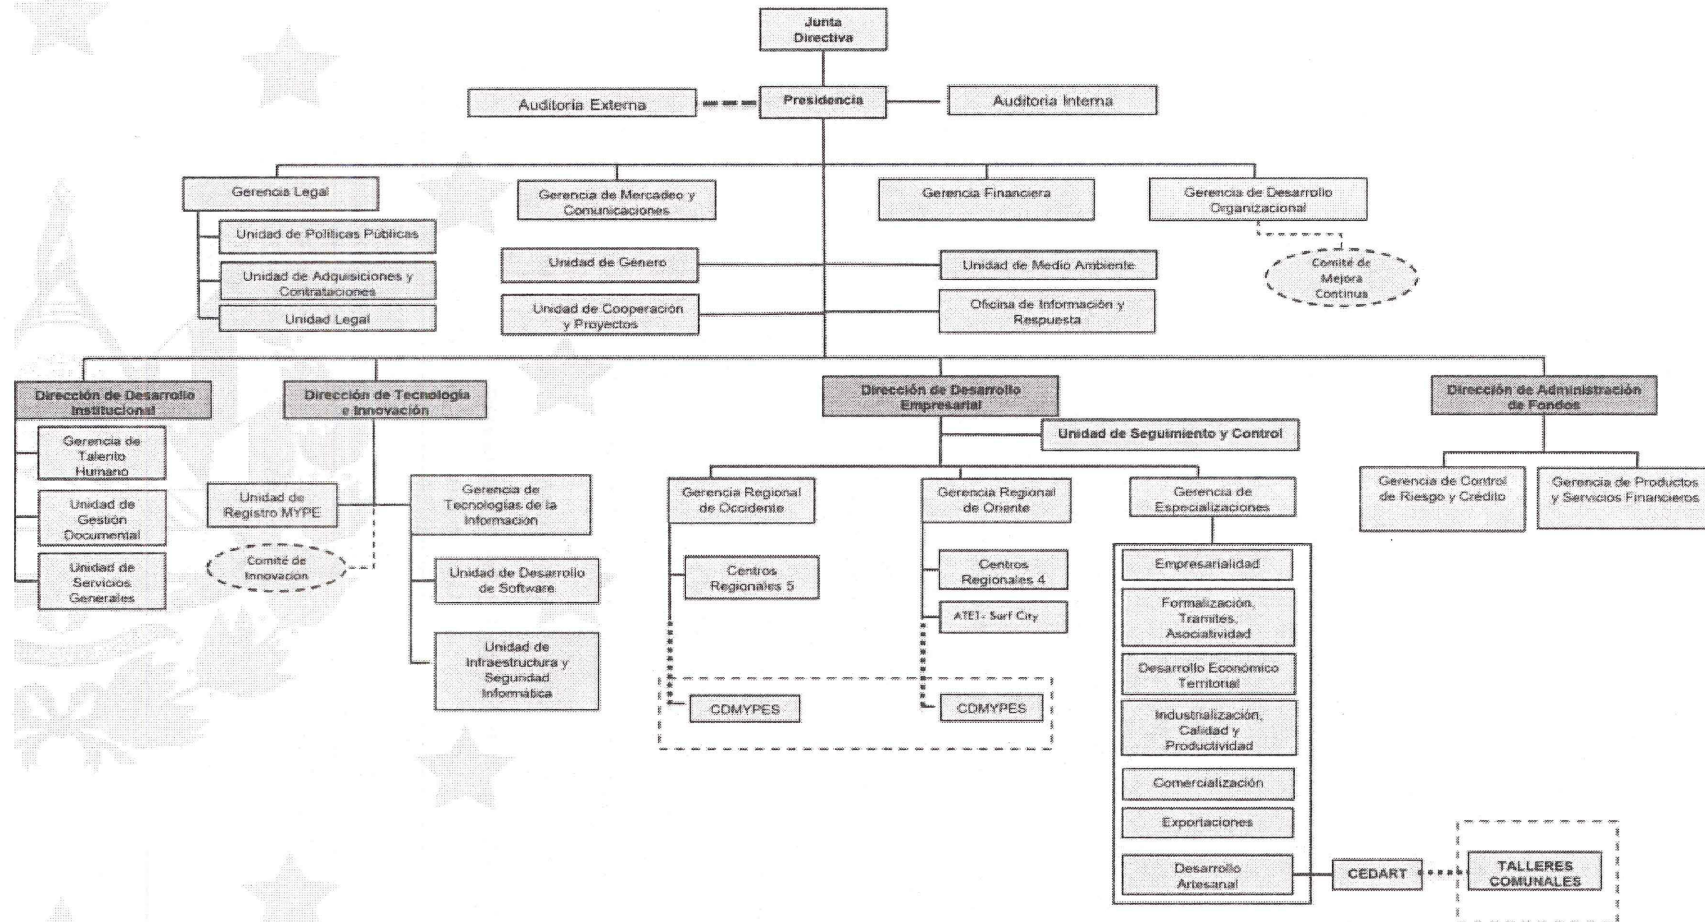 Junta
Directiva
Auditoría Externa
Presidencia
Auditoría Interna
Gerencia Legal
Gerencia de Mercadeo y
Comunicaciones
Gerencia Financiera
Gerencia de Desarrollo
Organizacional
Unidad de Políticas Públicas
Unidad de Adquisiciones y
Contrataciones
Unidad Legal
Unidad de Género
Unidad de Medio Ambiente
Unidad de Cooperación
y Proyectos
Oficina de Información y
Respuesta
Comité de
Mejora
Continua
Dirección de Desarrollo
Institucional
Dirección de Tecnología
e Innovación
Dirección de Desarrollo
Empresarial
Dirección de Administración
de Fondos
Gerencia de
Talento
Humano
Unidad de
Gestión
Documental
Unidad de
Servicios
Generales
Unidad de
Registro MYPE
Comité de
Innovación
Gerencia de
Tecnologías de la
Información
Unidad de Desarrollo
de Software
Unidad de
Infraestructura y
Seguridad
Informática
Unidad de Seguimiento y Control
Gerencia Regional
de Occidente
Centros
Regionales 5
CDMYPES
Gerencia Regional
de Oriente
Centros
Regionales 4
ATET- Surf City
CDMYPES
Gerencia de
Especializaciones
Empresarialidad
Formalización,
Tramites,
Asociatividad
Desarrollo Económico
Territorial
Industrialización,
Calidad y
Productividad
Comercialización
Exportaciones
Desarrollo
Artesanal
CEDART
TALLERES
COMUNALES
Gerencia de Control
de Riesgo y Crédito
Gerencia de Productos
y Servicios Financieros